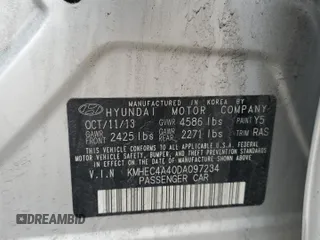 MANUFACTURED IN KOREA BY
HYUNDAI MOTOR COMPANY
OCT/11/13 GVWR 4586 lbs PAINT Y5
GAWR FRONT 2425 lbs GAWR REAR 2271 lbs TRIM RAS
THIS VEHICLE CONFORMS TO ALL APPLICABLE U.S.A. FEDERAL
MOTOR VEHICLE SAFETY, BUMPER, AND THEFT PREVENTION
STANDARDS IN EFFECT ON THE DATE OF MANUFACTURE SHOWN ABOVE.
V.I.N KMHEC4A40DA097234
PASSENGER CAR